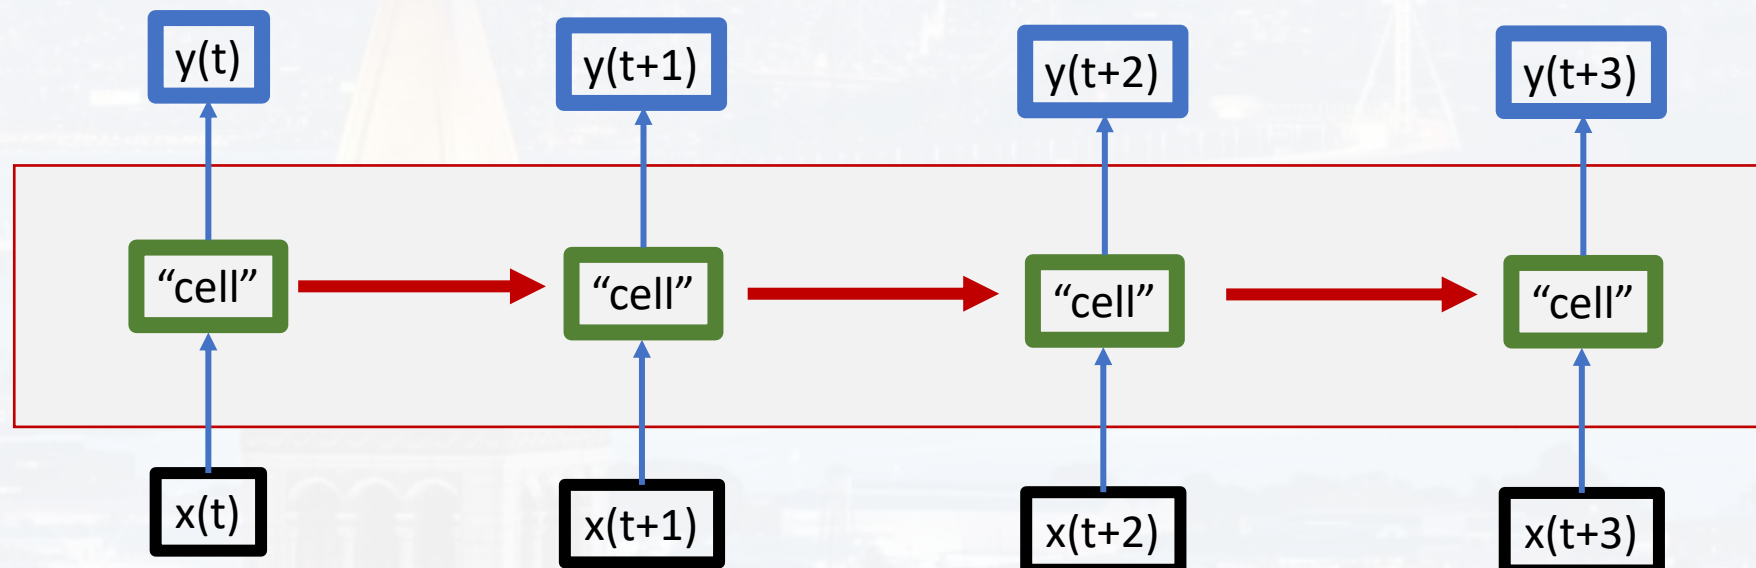 y(t)
y(t+1)
y(t+2)
y(t+3)
“cell”
“cell”
“cell”
“cell”
x(t)
x(t+1)
x(t+2)
x(t+3)